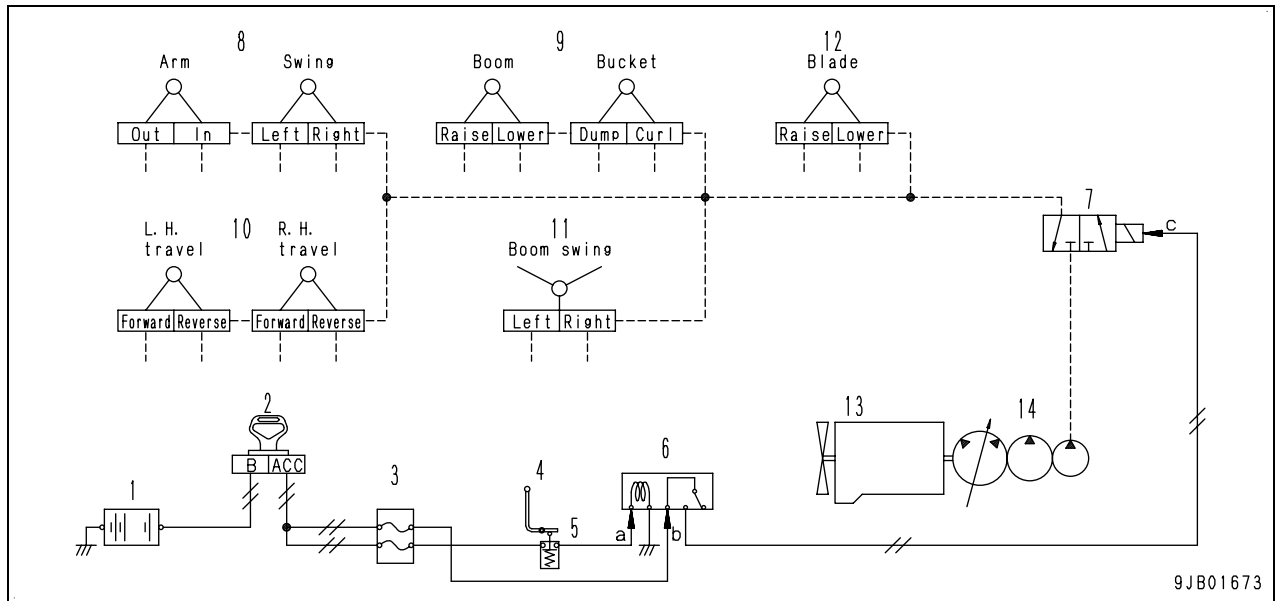 8 9 12
Arm Swing Boom Bucket Blade
Out In Left Right Raise Lower Dump Curl Raise Lower
7
C
10 11
L. H. travel R. H. travel Boom swing
Forward Reverse Forward Reverse Left Right
2 13 14
B ACC
1 3 4 5 6
a b
9JB01673